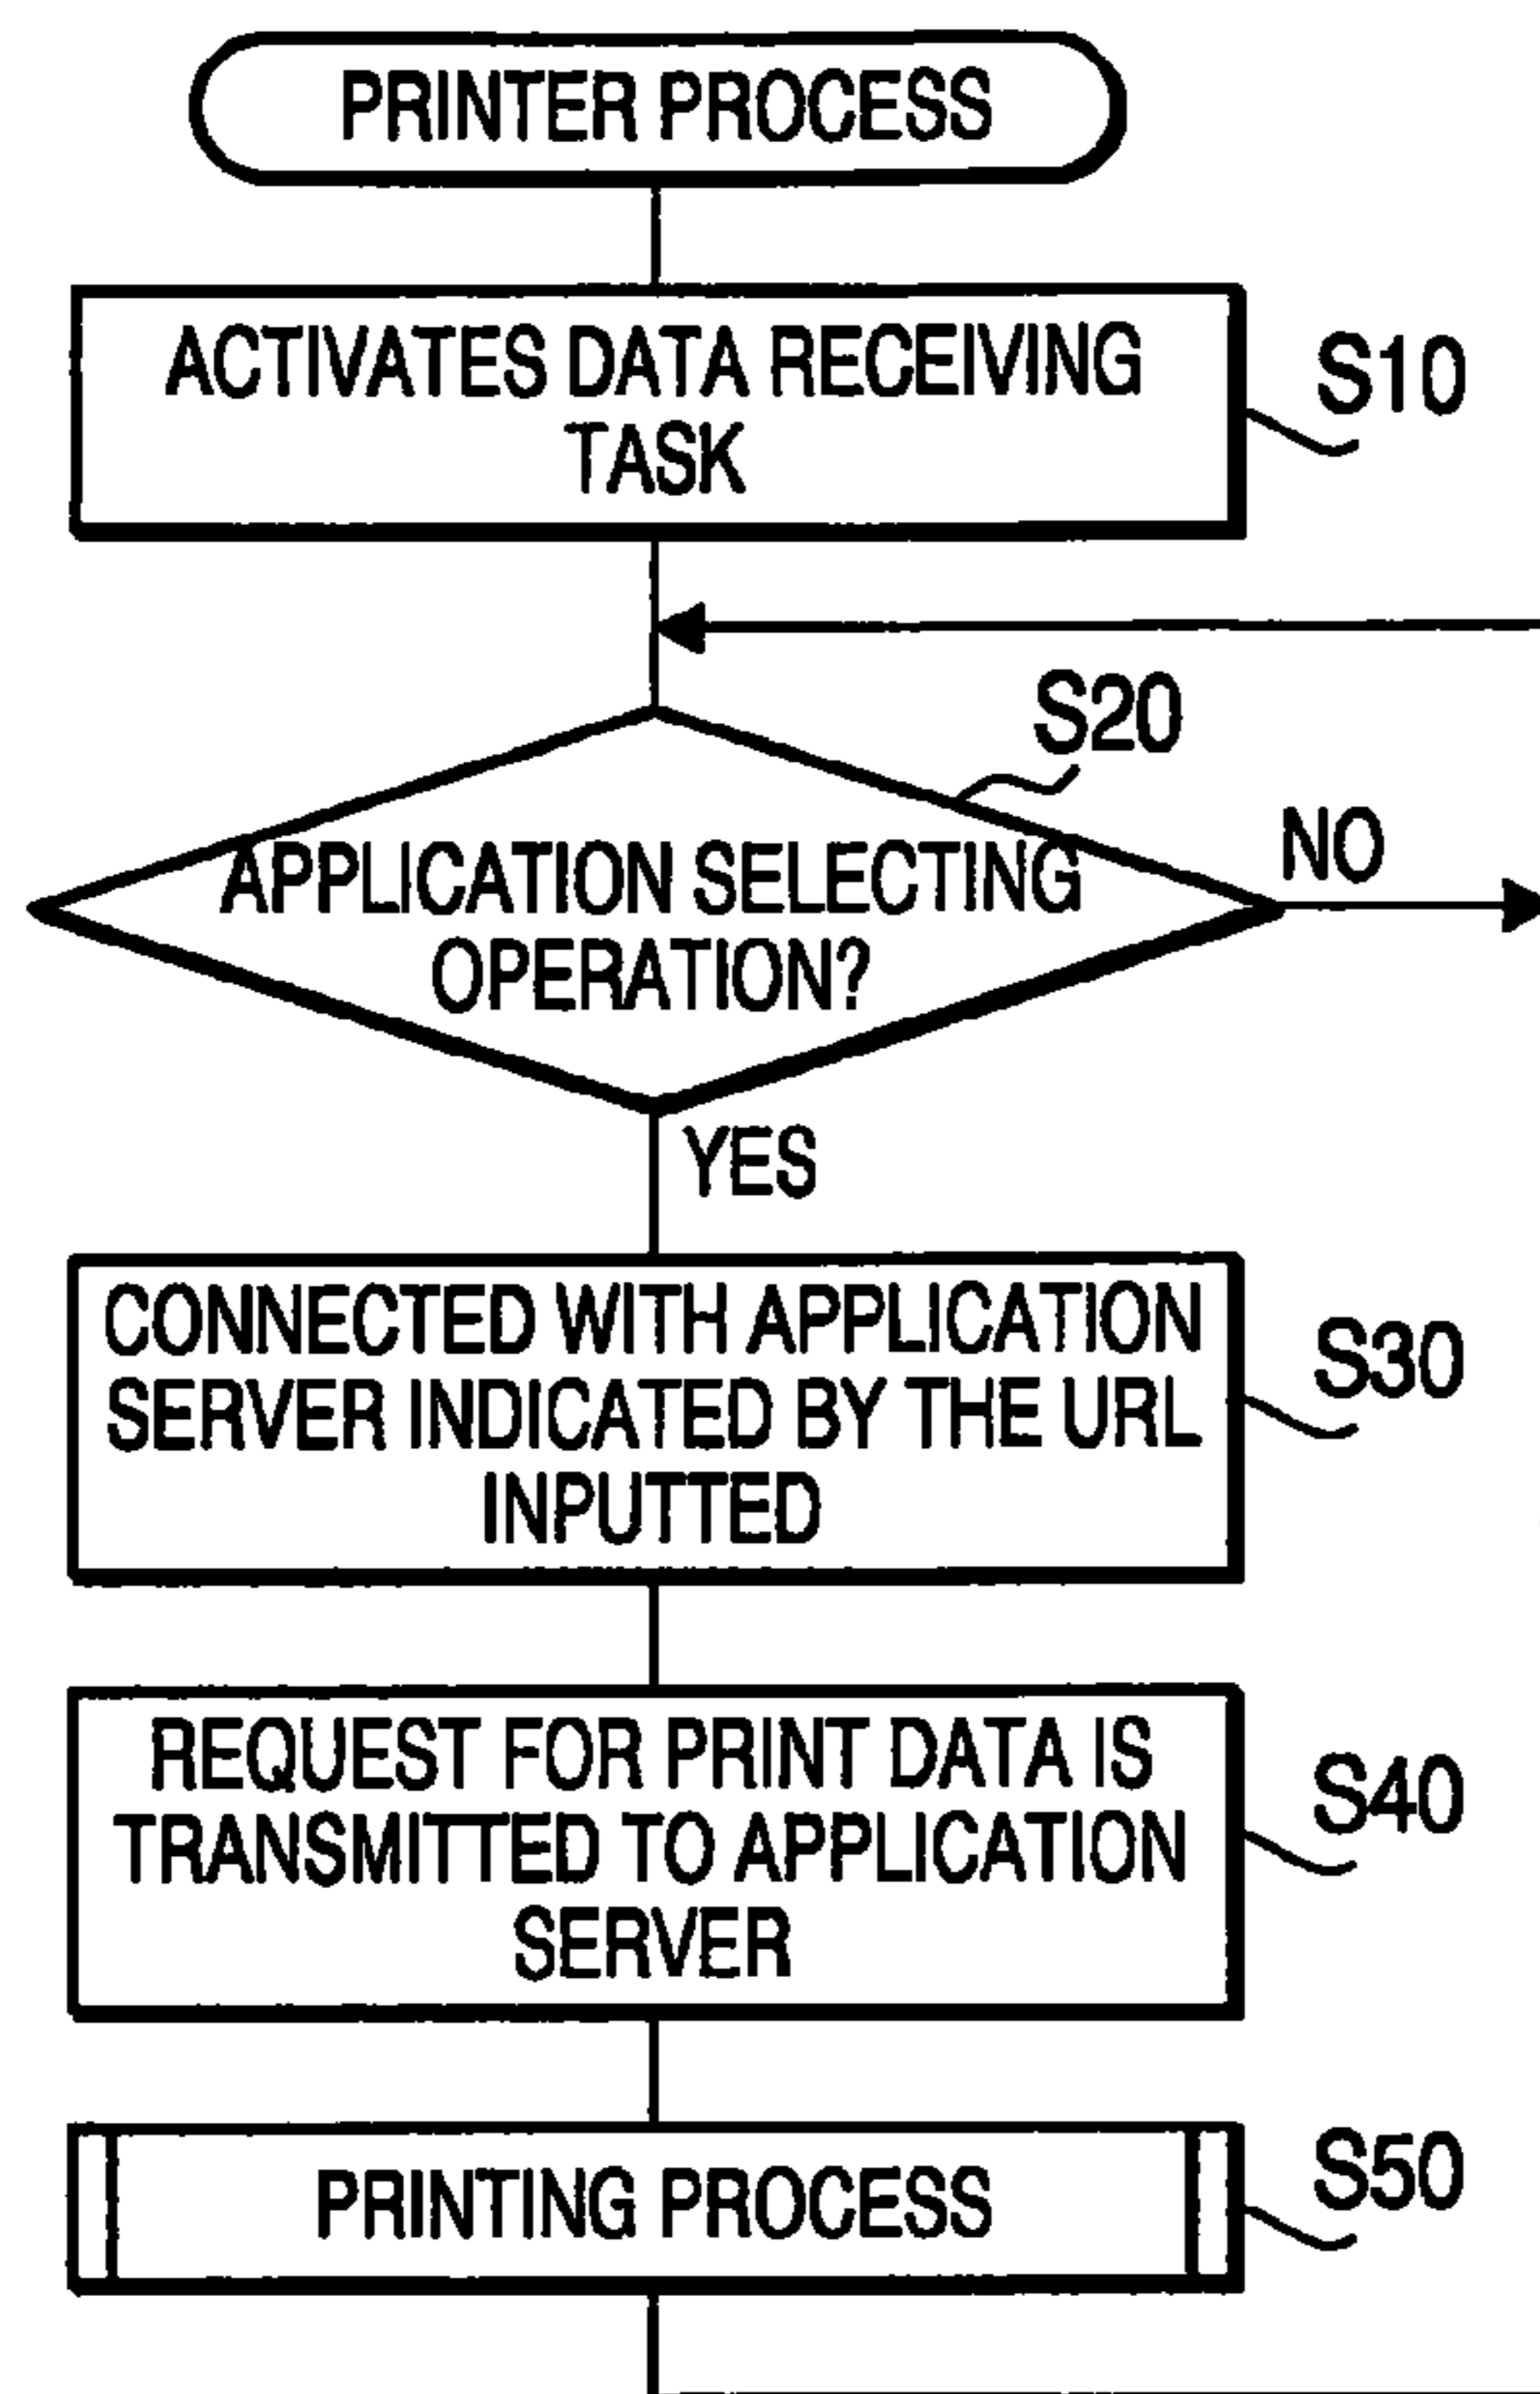 PRINTER PROCESS
ACTIVATES DATA RECEIVING
TASK
S10
S20
APPLICATION SELECTING
OPERATION?
NO
YES
CONNECTED WITH APPLICATION
SERVER INDICATED BY THE URL
INPUTTED
S30
REQUEST FOR PRINT DATA IS
TRANSMITTED TO APPLICATION
SERVER
S40
PRINTING PROCESS
S50